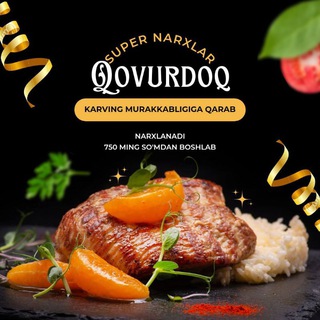 SUPER NARXLAR
QOVURDOQ
KARVING MURAKKABLIGIGA QARAB
NARXLANADI
750 MING SO'MDAN BOSHLAB